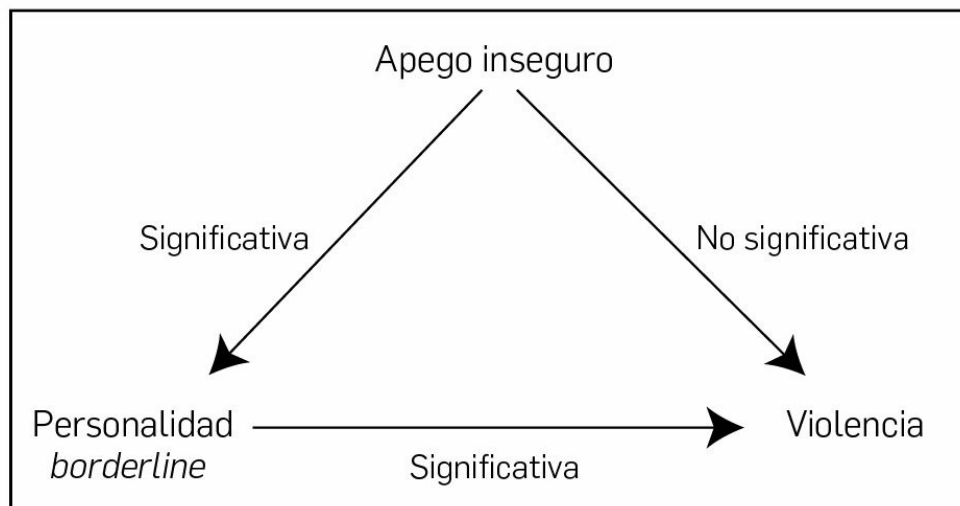 Apego inseguro
Significativa
No significativa
Personalidad
borderline
Violencia
Significativa